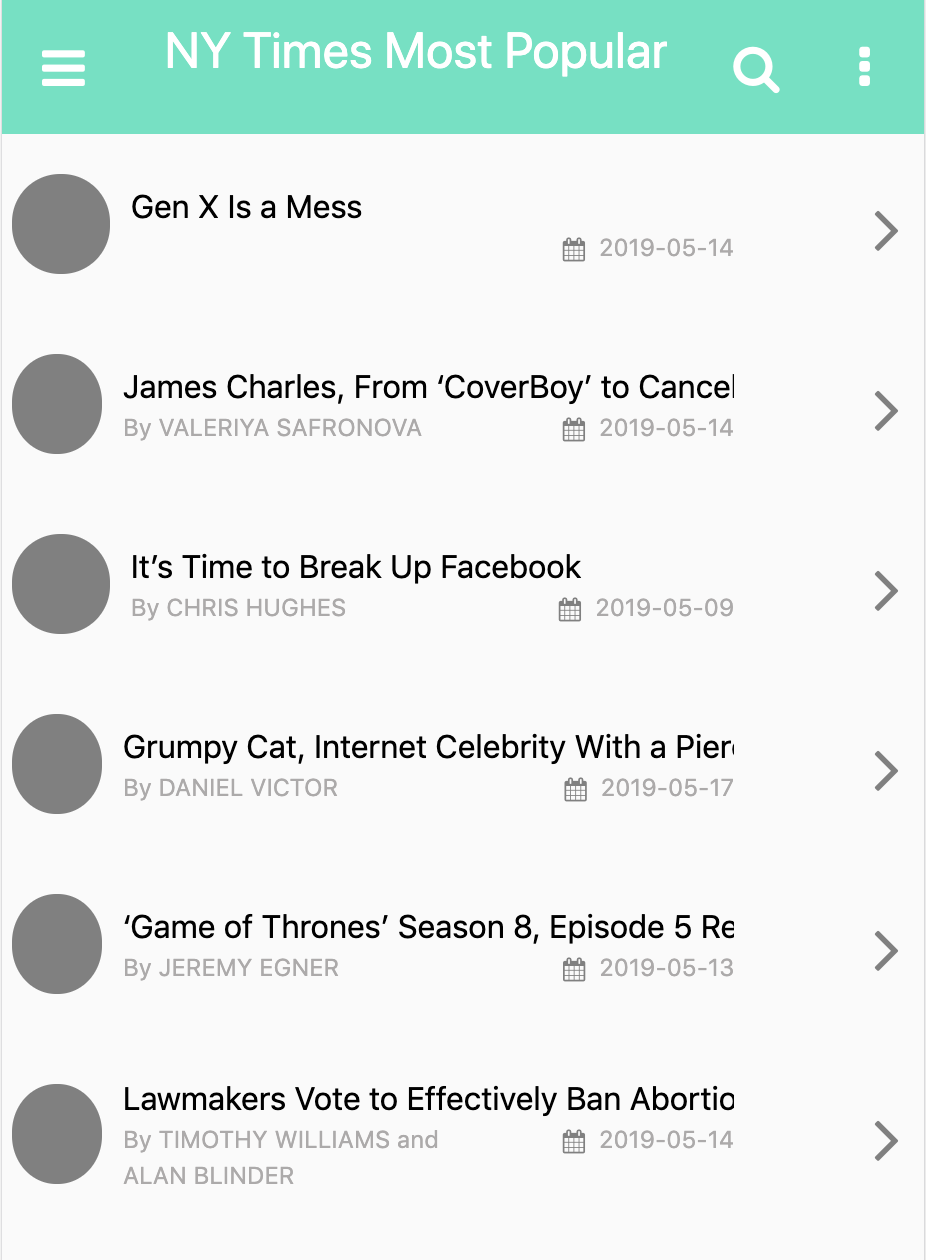 NY Times Most Popular
Gen X Is a Mess
2019-05-14
James Charles, From ‘CoverBoy’ to Cancel
By VALERIYA SAFRONOVA 2019-05-14
It’s Time to Break Up Facebook
By CHRIS HUGHES 2019-05-09
Grumpy Cat, Internet Celebrity With a Pierc
By DANIEL VICTOR 2019-05-17
‘Game of Thrones’ Season 8, Episode 5 Re
By JEREMY EGNER 2019-05-13
Lawmakers Vote to Effectively Ban Abortio
By TIMOTHY WILLIAMS and 2019-05-14
ALAN BLINDER